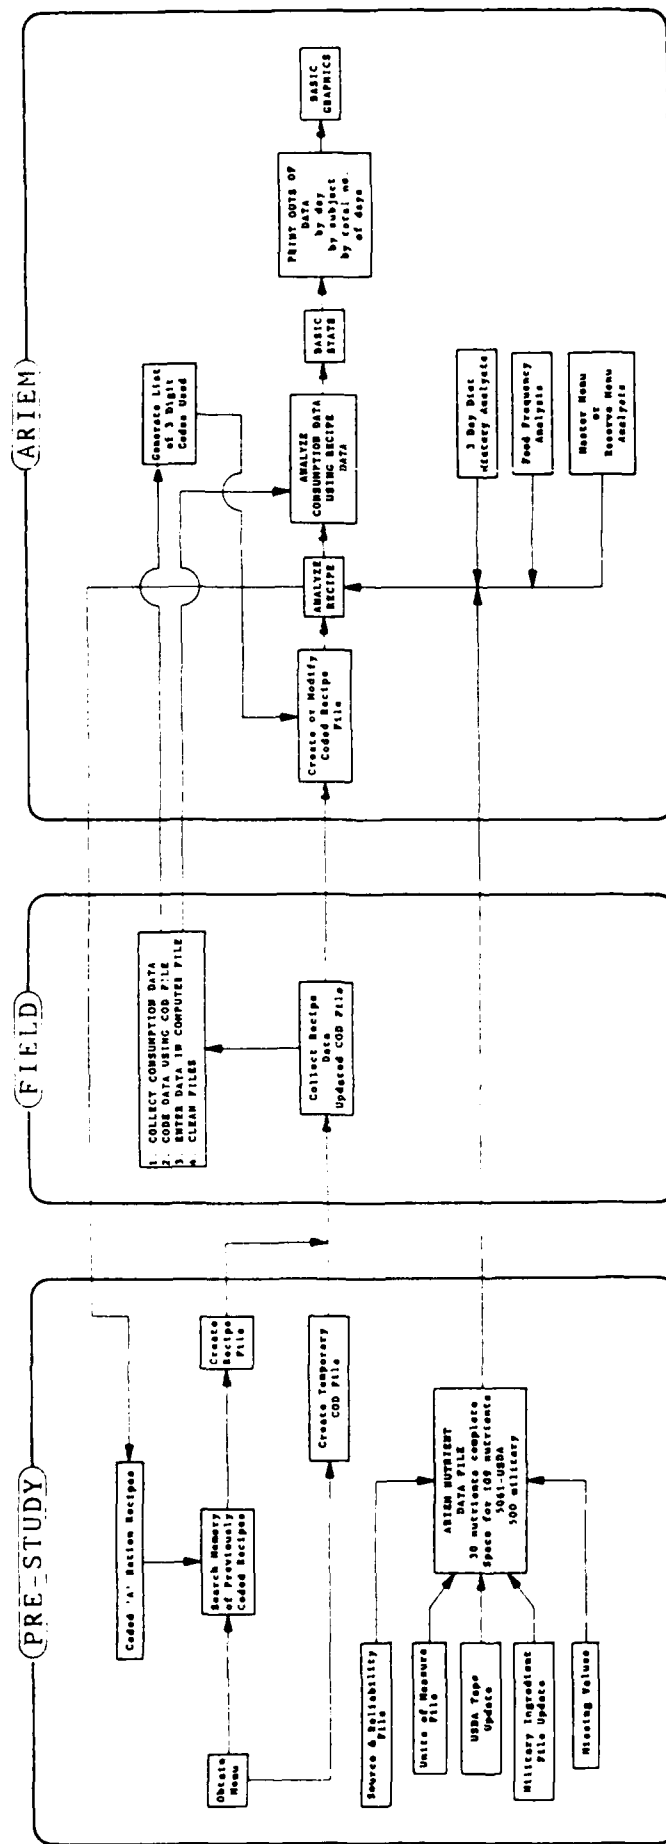 PRE-STUDY
Coded 'A' Ration Recipes
Obtain
Menu
Search Memory
of Previously
Coded Recipes
Create
Recipe
File
Create Temporary
COD File
Source & Reliability
File
Units of Measure
File
USDA Tape
Update
Military Ingredient
File Update
Missing Values
ARIEM NUTRIENT
DATA FILE
30 nutrients complete
Space for 109 nutrients
5061-USDA
500 military
FIELD
1 COLLECT CONSUMPTION DATA
2. CODE DATA USING COD FILE
3 ENTER DATA IN COMPUTER FILE
4 CLEAN FILES
Collect Recipe
Data
Updated COD File
ARIEM
Generate List
of 3 Digit
Codes Used
Create or Modify
Coded Recipe
File
ANALYZE
RECIPE
ANALYZE
CONSUMPTION DATA
USING RECIPE
DATA
BASIC
STATS
PRINT OUTS OF
DATA
by day
by subject
by total no.
of days
BASIC
GRAPHICS
3 Day Diet
History Analysis
Food Frequency
Analysis
Master Menu
or
Reserve Menu
Analysis